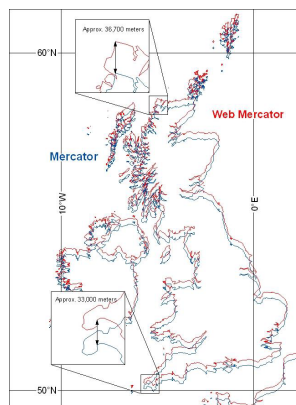 Approx. 36,700 meters
60°N
Web Mercator
Mercator
10°W
0°E
Approx. 33,000 meters
50°N